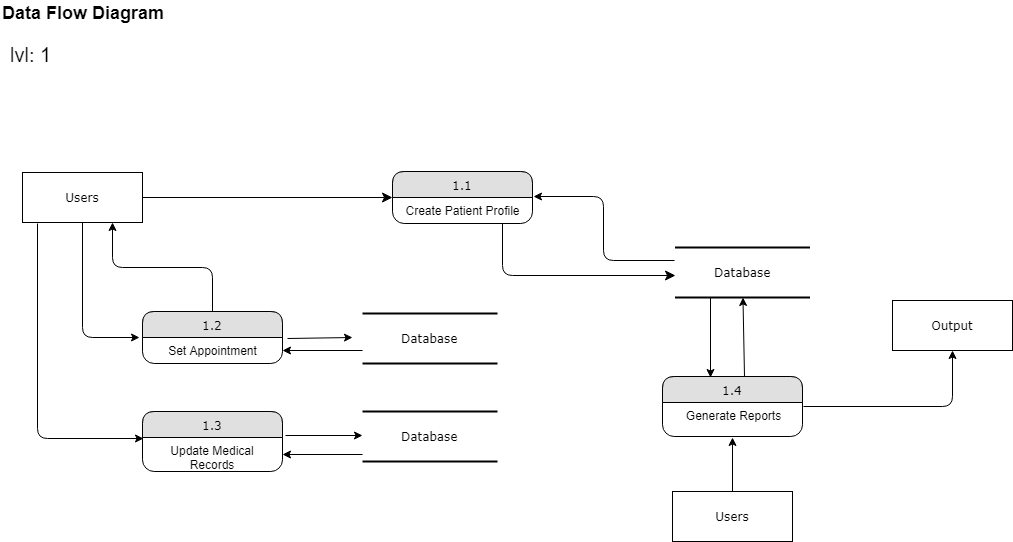 Data Flow Diagram
lvl: 1
Users
1.1
Create Patient Profile
Database
1.2
Set Appointment
Database
Output
1.3
Update Medical
Records
Database
1.4
Generate Reports
Users